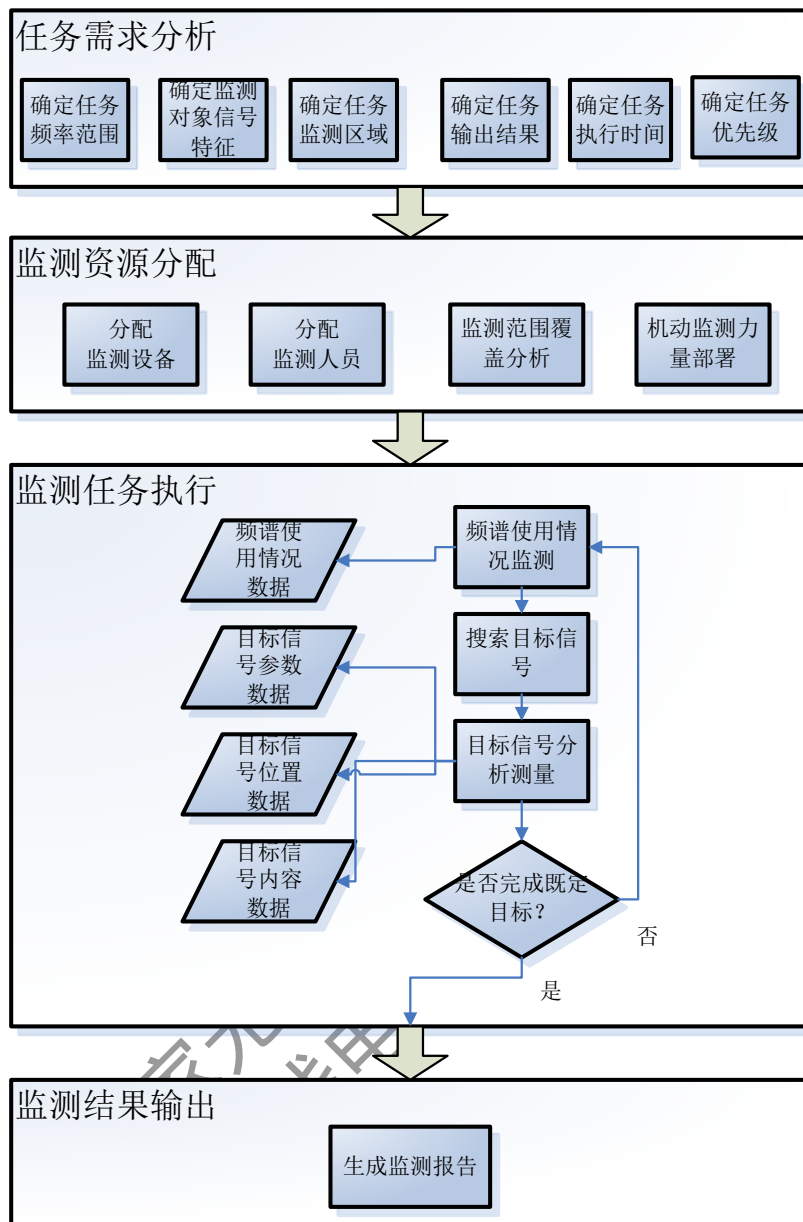 任务需求分析
确定任务
频率范围
确定监测
对象信号
特征
确定任务
监测区域
确定任务
输出结果
确定任务
执行时间
确定任务
优先级
监测资源分配
分配
监测设备
分配
监测人员
监测范围覆
盖分析
机动监测力
量部署
监测任务执行
频谱使
用情况
数据
频谱使用情
况监测
目标信
号参数
数据
搜索目标信
号
目标信
号位置
数据
目标信号分
析测量
目标信
号内容
数据
是否完成既定
目标?
否
是
监测结果输出
生成监测报告